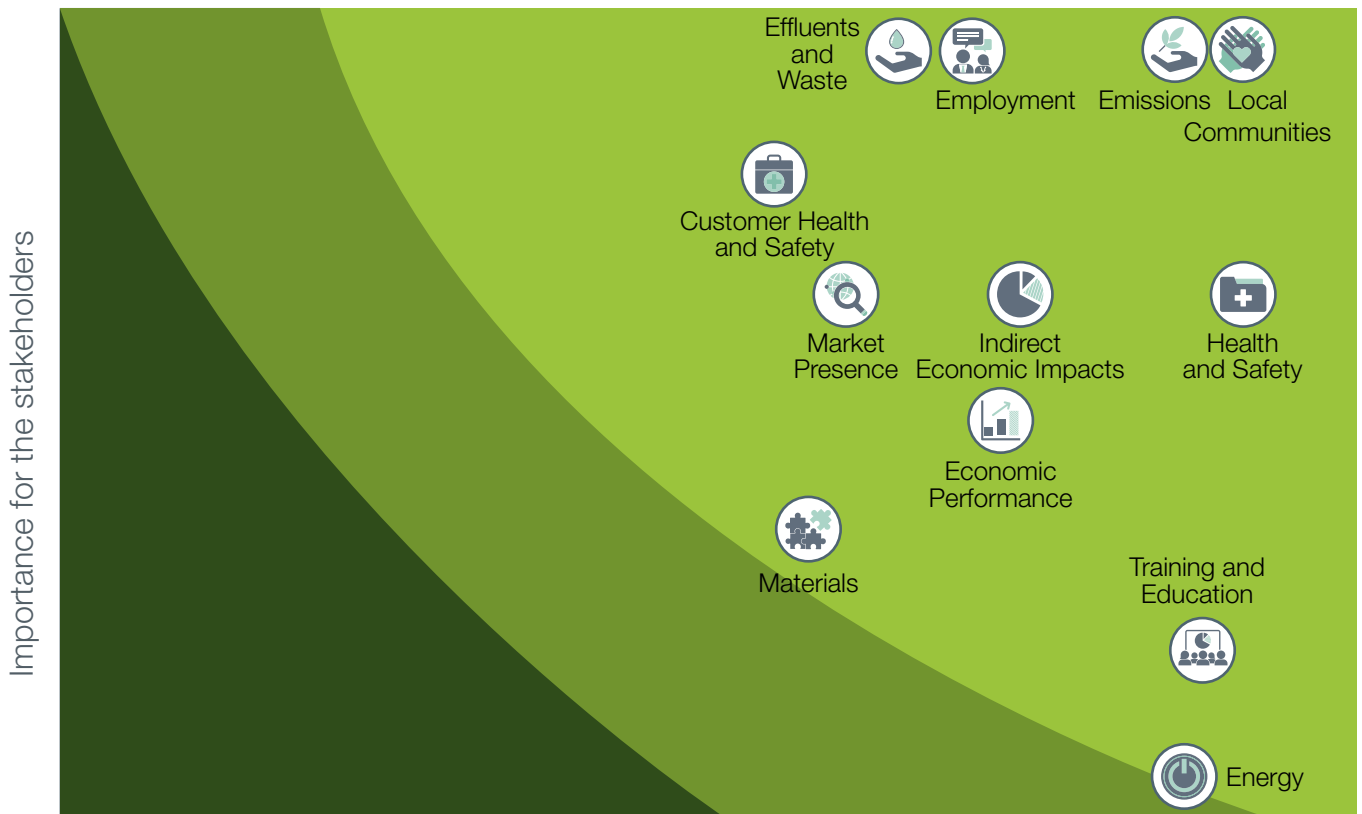 Importance for the stakeholders
Effluents
and
Waste
Employment
Emissions
Local
Communities
Customer Health
and Safety
Market
Presence
Indirect
Economic Impacts
Health
and Safety
Economic
Performance
Materials
Training and
Education
Energy